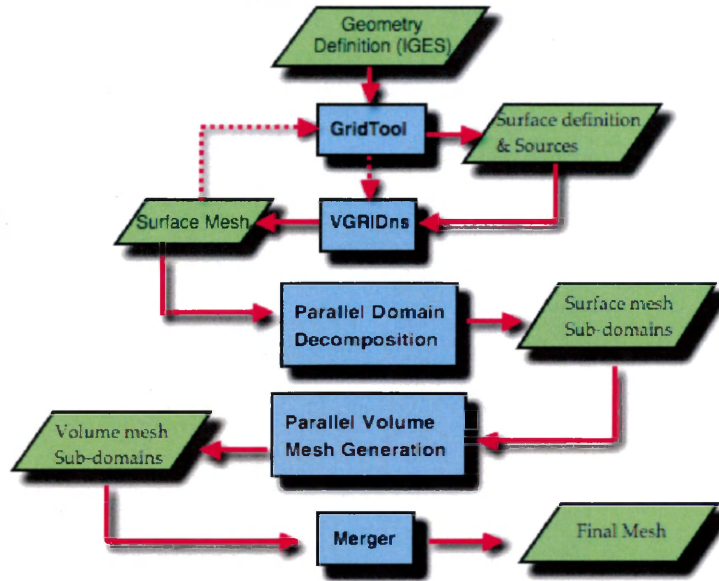 Geometry
Definition (IGES)
GridTool
Surface definition
& Sources
Surface Mesh
VGRIDns
Parallel Domain
Decomposition
Surface mesh
Sub-domains
Volume mesh
Sub-domains
Parallel Volume
Mesh Generation
Merger
Final Mesh